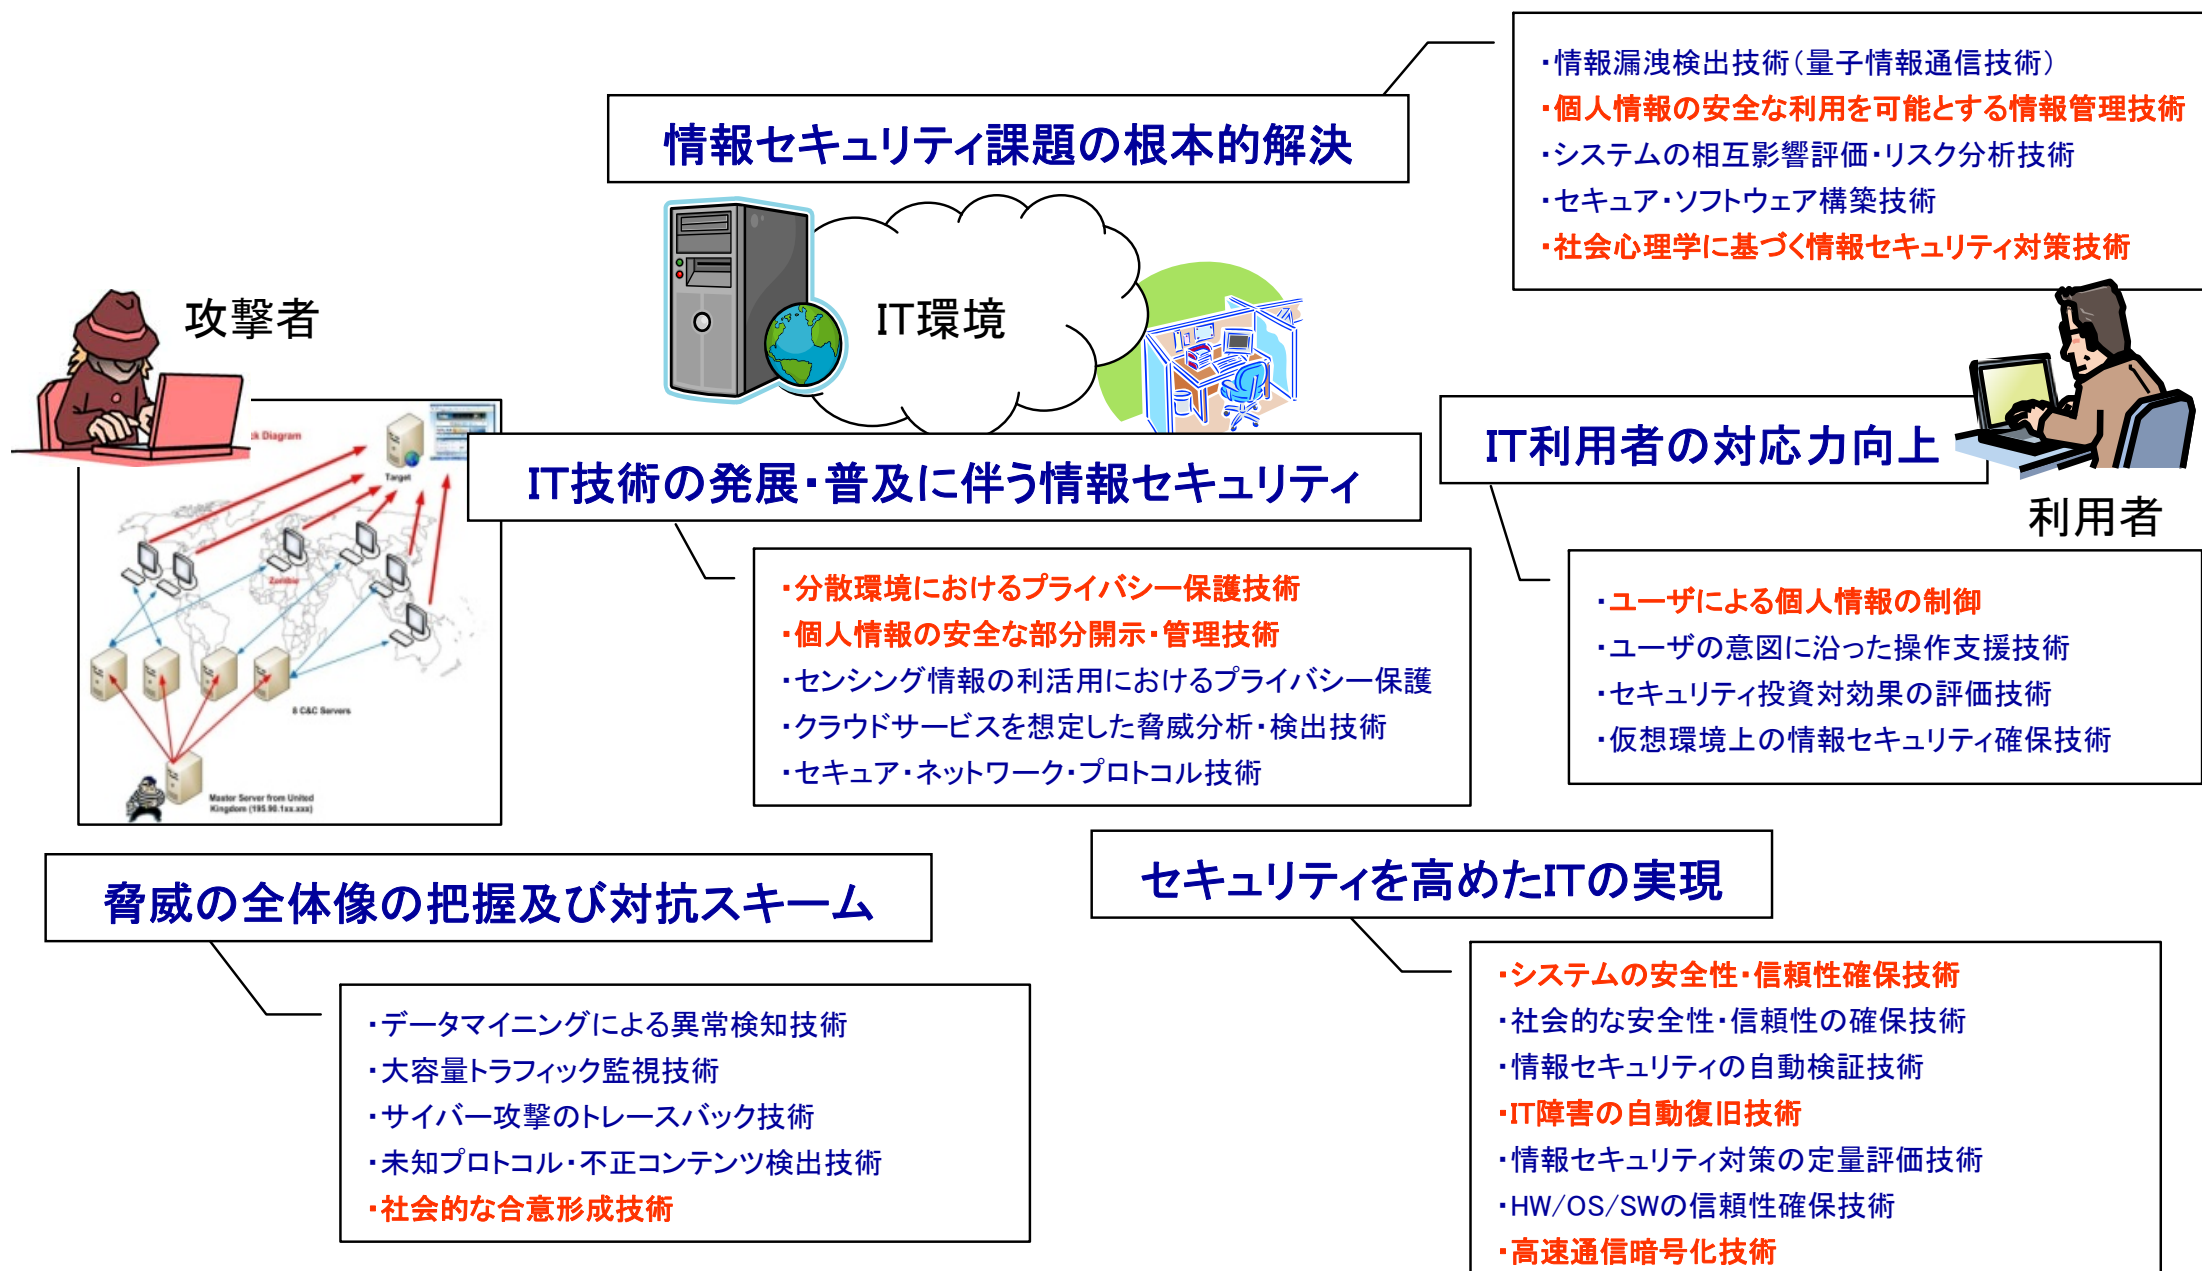 情報セキュリティ課題の根本的解決
・情報漏洩検出技術（量子情報通信技術）
・個人情報の安全な利用を可能とする情報管理技術
・システムの相互影響評価・リスク分析技術
・セキュア・ソフトウェア構築技術
・社会心理学に基づく情報セキュリティ対策技術
攻撃者
IT環境
IT利用者の対応力向上
利用者
・ユーザによる個人情報の制御
・ユーザの意図に沿った操作支援技術
・セキュリティ投資対効果の評価技術
・仮想環境上の情報セキュリティ確保技術
IT技術の発展・普及に伴う情報セキュリティ
・分散環境におけるプライバシー保護技術
・個人情報の安全な部分開示・管理技術
・センシング情報の利活用におけるプライバシー保護
・クラウドサービスを想定した脅威分析・検出技術
・セキュア・ネットワーク・プロトコル技術
Diagram
Target
Zombie
8 C&C Servers
Master Server from United
Kingdom (195.90.1xx.xxx)
脅威の全体像の把握及び対抗スキーム
・データマイニングによる異常検知技術
・大容量トラフィック監視技術
・サイバー攻撃のトレースバック技術
・未知プロトコル・不正コンテンツ検出技術
・社会的な合意形成技術
セキュリティを高めたITの実現
・システムの安全性・信頼性確保技術
・社会的な安全性・信頼性の確保技術
・情報セキュリティの自動検証技術
・IT障害の自動復旧技術
・情報セキュリティ対策の定量評価技術
・HW/OS/SWの信頼性確保技術
・高速通信暗号化技術